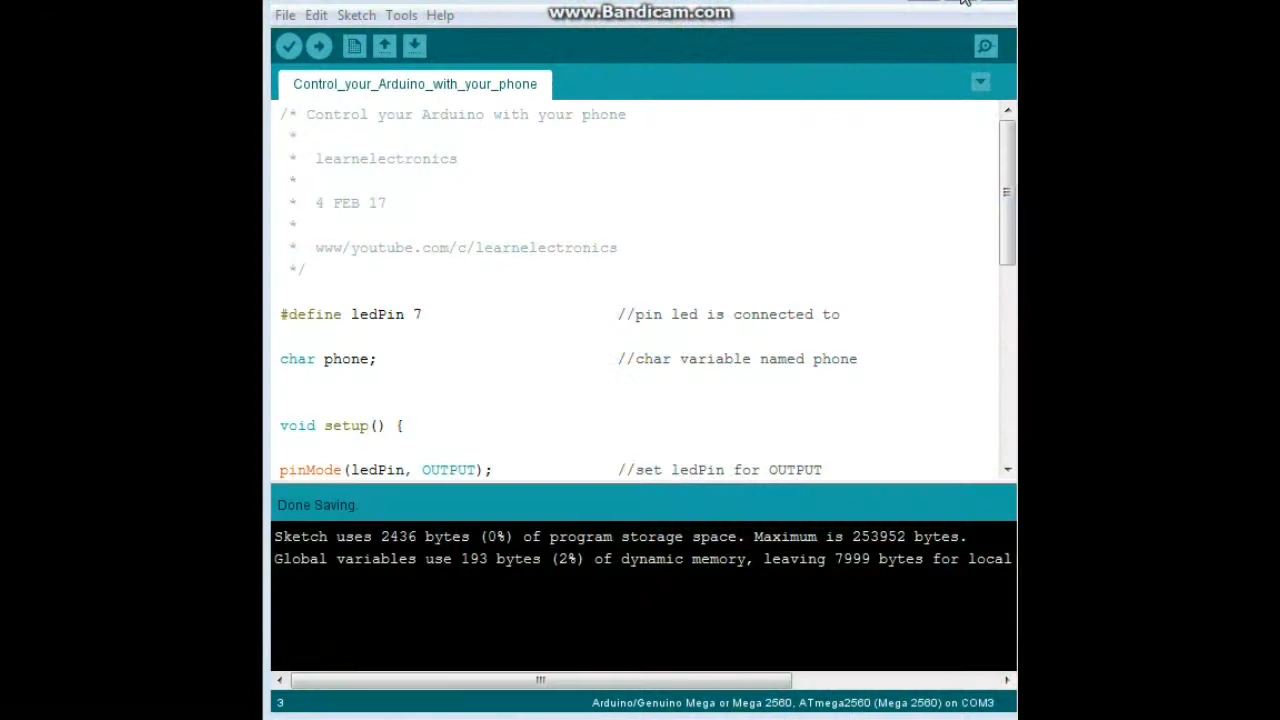 www.Bandicam.com
File Edit Sketch Tools Help
Control_your_Arduino_with_your_phone
/* Control your Arduino with your phone
*
* learnelectronics
*
* 4 FEB 17
*
* www/youtube.com/c/learnelectronics
*/
#define ledPin 7 //pin led is connected to
char phone; //char variable named phone
void setup() {
pinMode(ledPin, OUTPUT); //set ledPin for OUTPUT
Done Saving.
Sketch uses 2436 bytes (0%) of program storage space. Maximum is 253952 bytes.
Global variables use 193 bytes (2%) of dynamic memory, leaving 7999 bytes for local
3 Arduino/Genuino Mega or Mega 2560, ATmega2560 (Mega 2560) on COM3